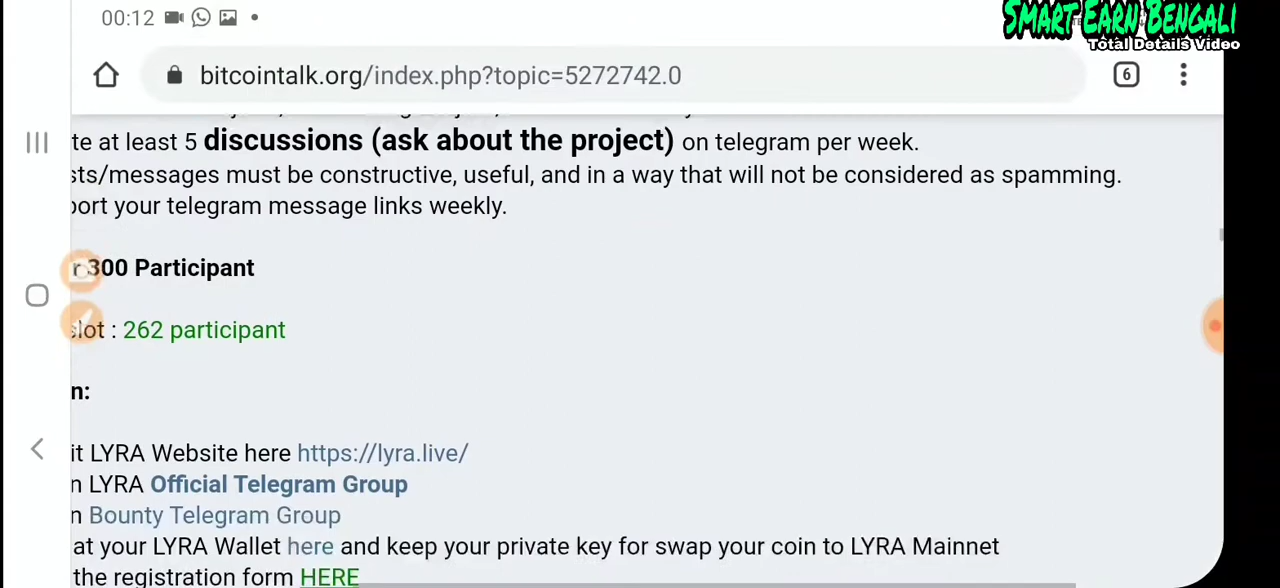 00:12
SMART EARN BENGALI
Total Details Video
bitcointalk.org/index.php?topic=5272742.0
6
te at least 5 discussions (ask about the project) on telegram per week.
sts/messages must be constructive, useful, and in a way that will not be considered as spamming.
port your telegram message links weekly.
r 300 Participant
slot : 262 participant
n:
it LYRA Website here https://lyra.live/
n LYRA Official Telegram Group
n Bounty Telegram Group
at your LYRA Wallet here and keep your private key for swap your coin to LYRA Mainnet
the registration form HERE